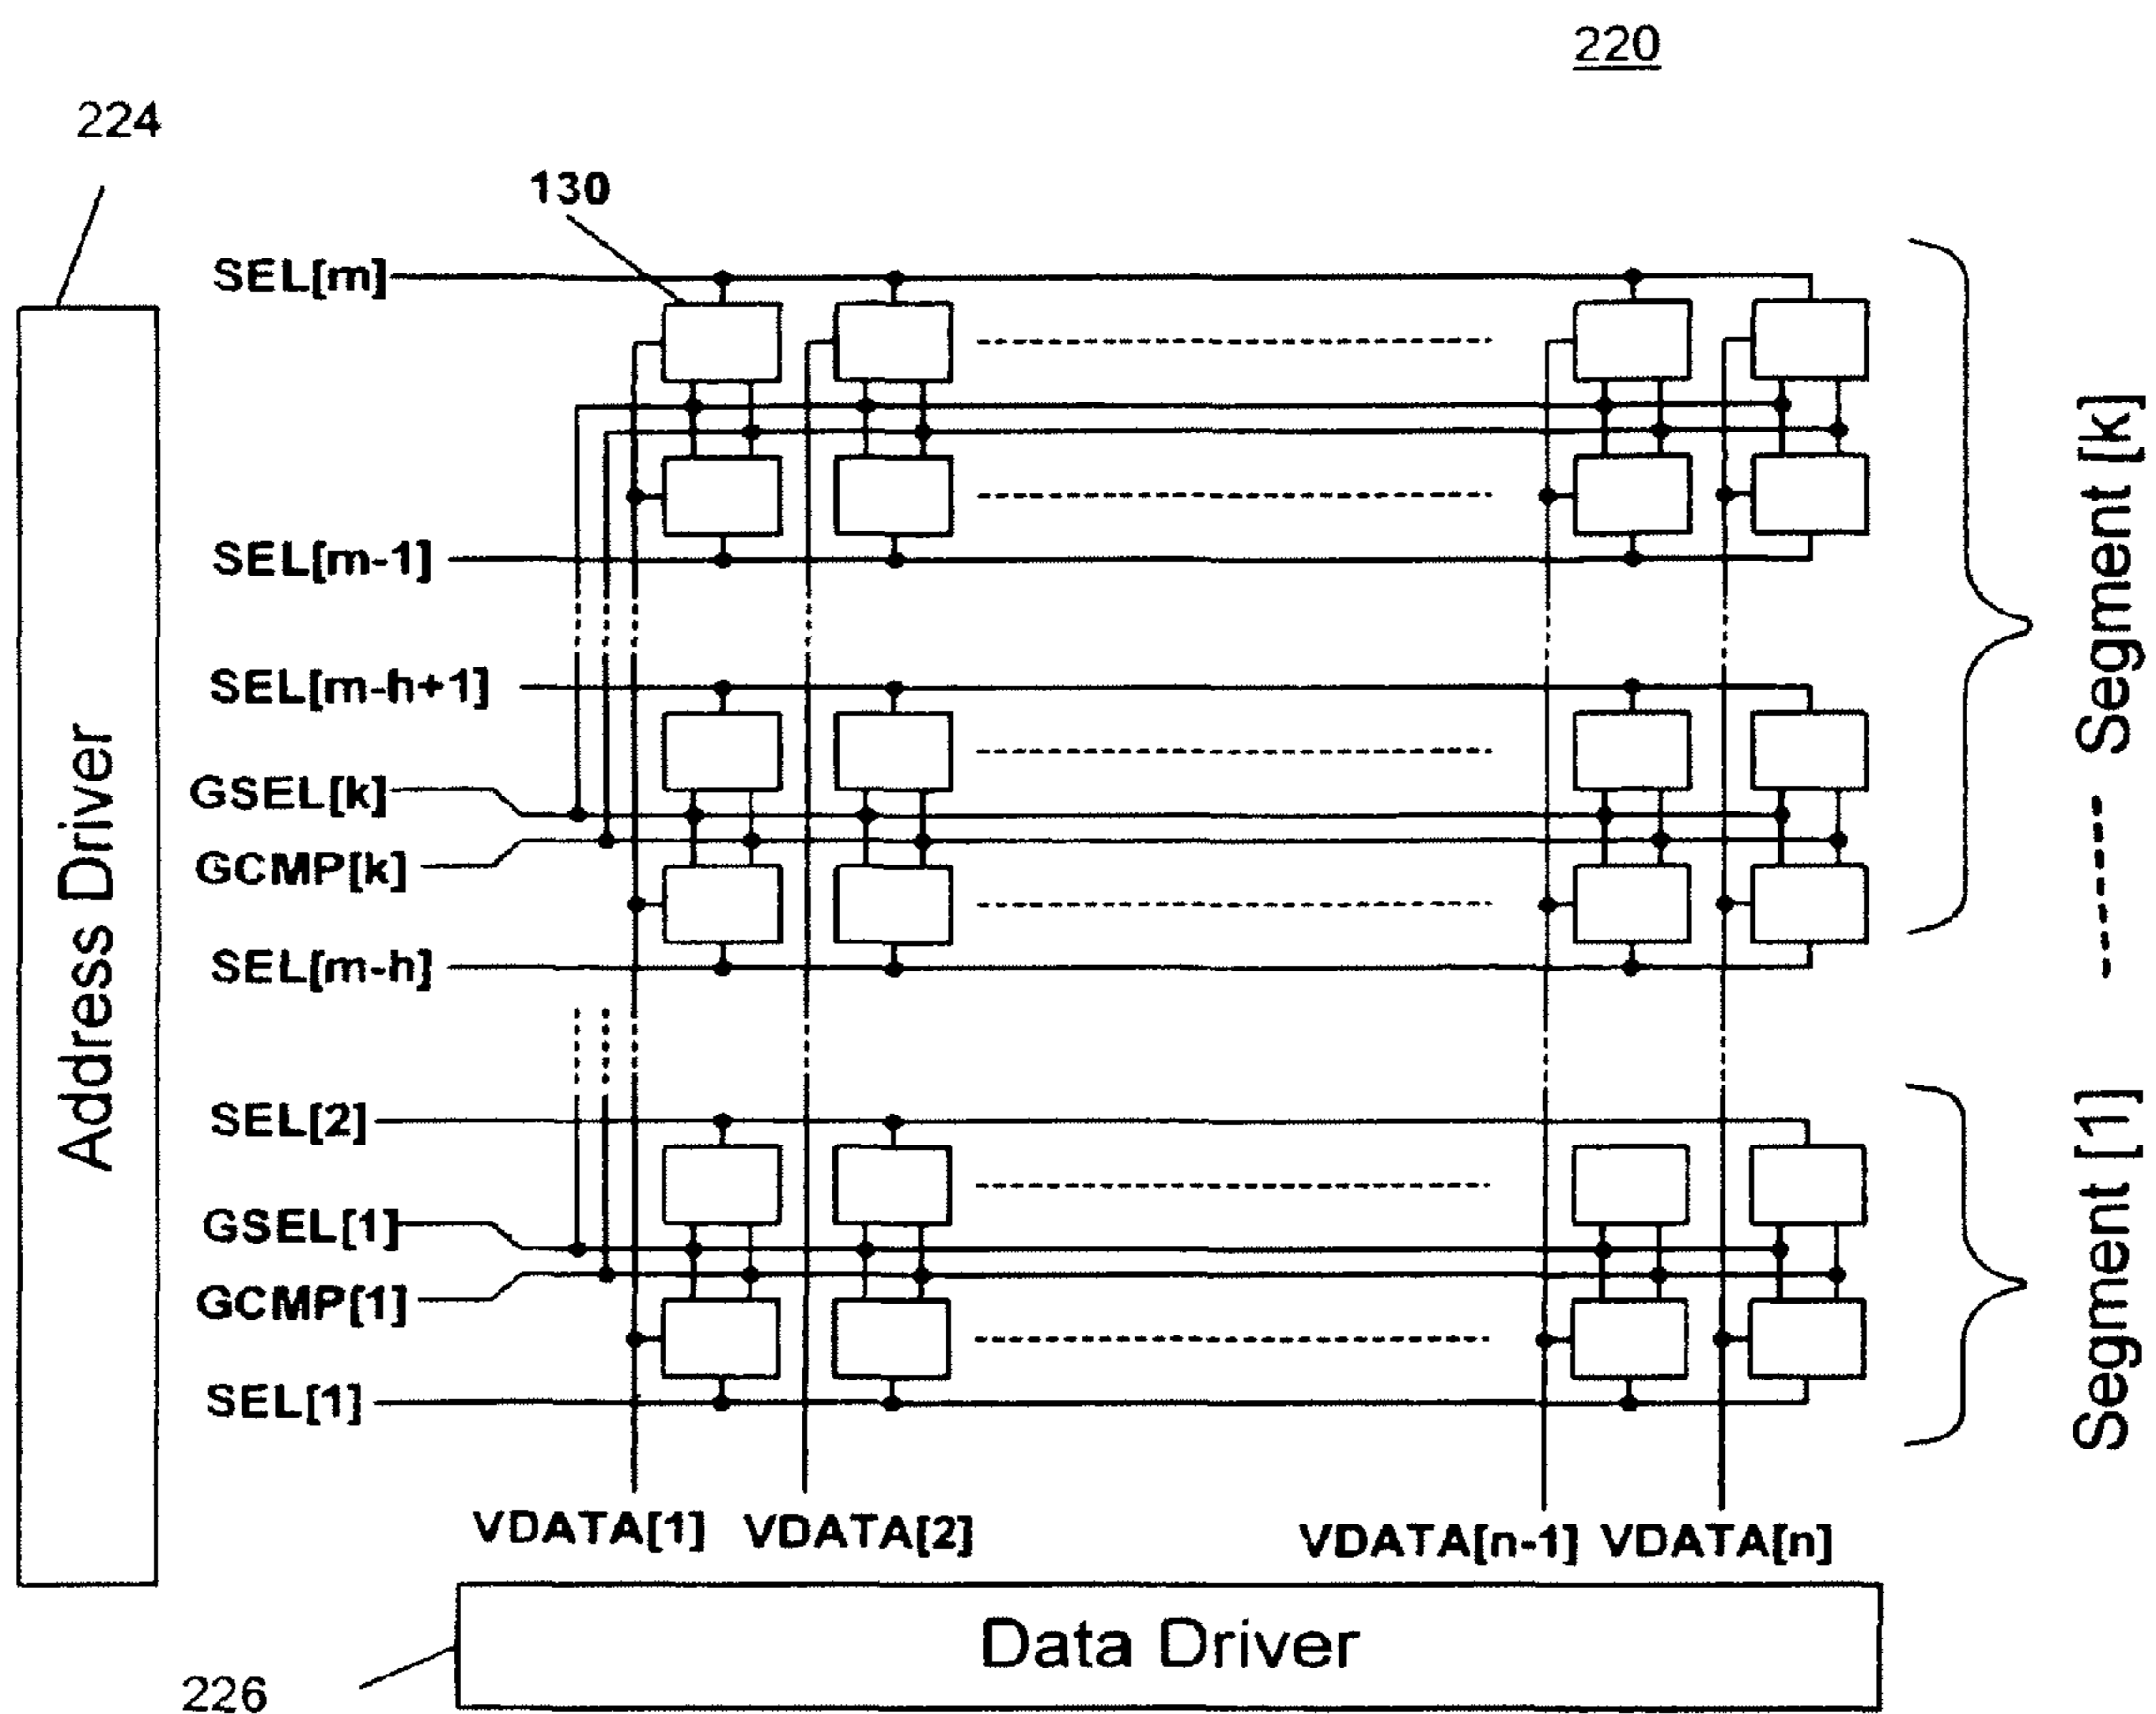 220
224
130
SEL[m]
SEL[m-1]
SEL[m-h+1]
GSEL[k]
GCMP[k]
SEL[m-h]
SEL[2]
GSEL[1]
GCMP[1]
SEL[1]
Address Driver
Segment [k]
Segment [1]
VDATA[1] VDATA[2] VDATA[n-1] VDATA[n]
Data Driver
226